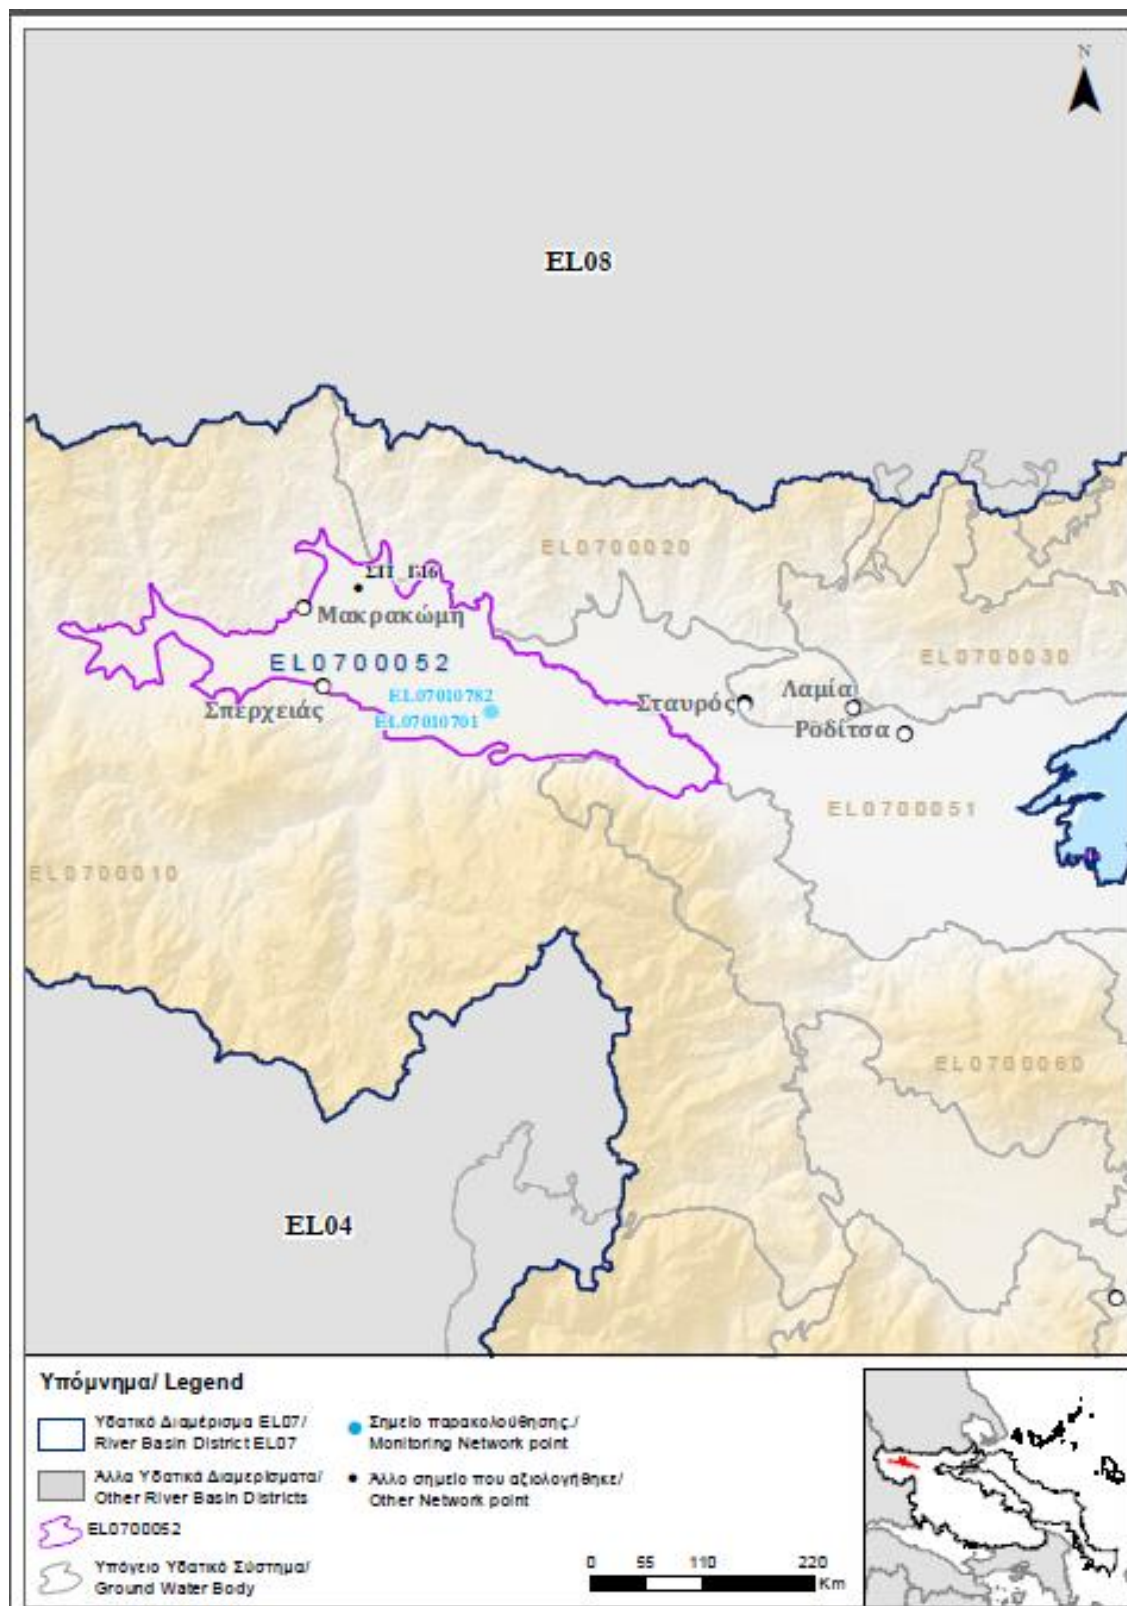 N
EL08
EL0700020
ΣΠ_Γ16
Μακρακώμη
EL0700052
EL0700030
EL07010782
Σπερχειάς
EL07010701
Σταυρός
Λαμία
Ροδίτσα
EL0700051
EL0700010
EL0700060
EL04
Υπόμνημα/ Legend
Υδατικό Διαμέρισμα EL07/
River Basin District EL07
Άλλα Υδατικά Διαμερίσματα/
Other River Basin Districts
EL0700052
Υπόγειο Υδατικό Σύστημα/
Ground Water Body
Σημείο παρακολούθησης./
Monitoring Network point
Άλλο σημείο που αξιολογήθηκε/
Other Network point
0 55 110 220
Km